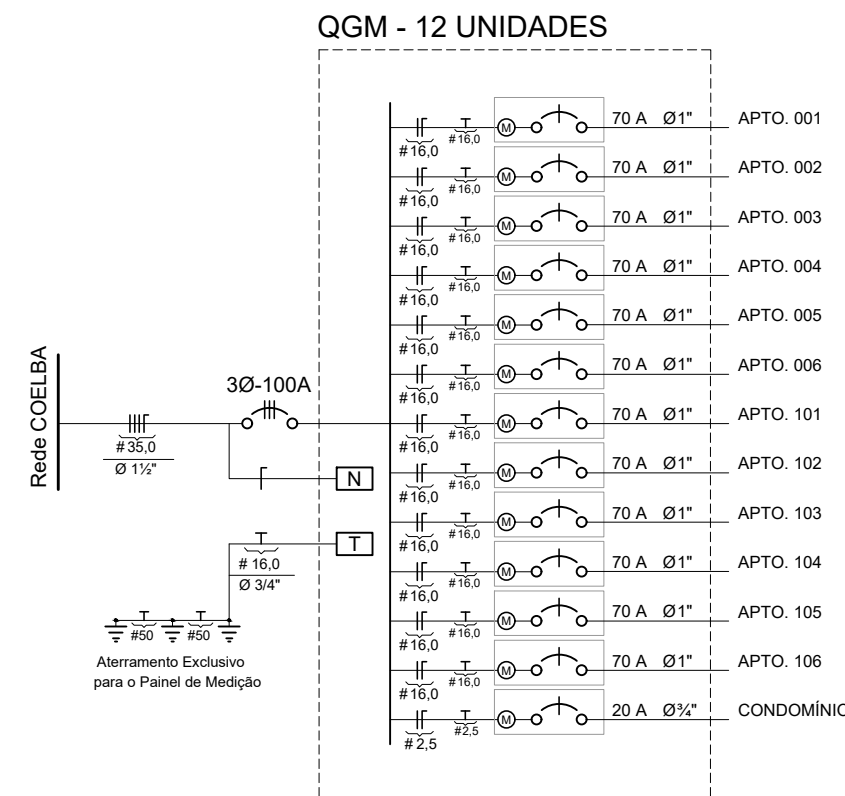 QGM - 12 UNIDADES
#16,0 #16,0 M 70 A Ø1" APTO. 001
#16,0 #16,0 M 70 A Ø1" APTO. 002
#16,0 #16,0 M 70 A Ø1" APTO. 003
#16,0 #16,0 M 70 A Ø1" APTO. 004
#16,0 #16,0 M 70 A Ø1" APTO. 005
#16,0 #16,0 M 70 A Ø1" APTO. 006
#16,0 #16,0 M 70 A Ø1" APTO. 101
#16,0 #16,0 M 70 A Ø1" APTO. 102
#16,0 #16,0 M 70 A Ø1" APTO. 103
#16,0 #16,0 M 70 A Ø1" APTO. 104
#16,0 #16,0 M 70 A Ø1" APTO. 105
#16,0 #16,0 M 70 A Ø1" APTO. 106
#2,5 #2,5 M 20 A Ø¾" CONDOMÍNIO
Rede COELBA
3Ø-100A
#35,0
Ø 1½"
N
T
# 16,0
Ø 3/4"
#50 #50
Aterramento Exclusivo
para o Painel de Medição